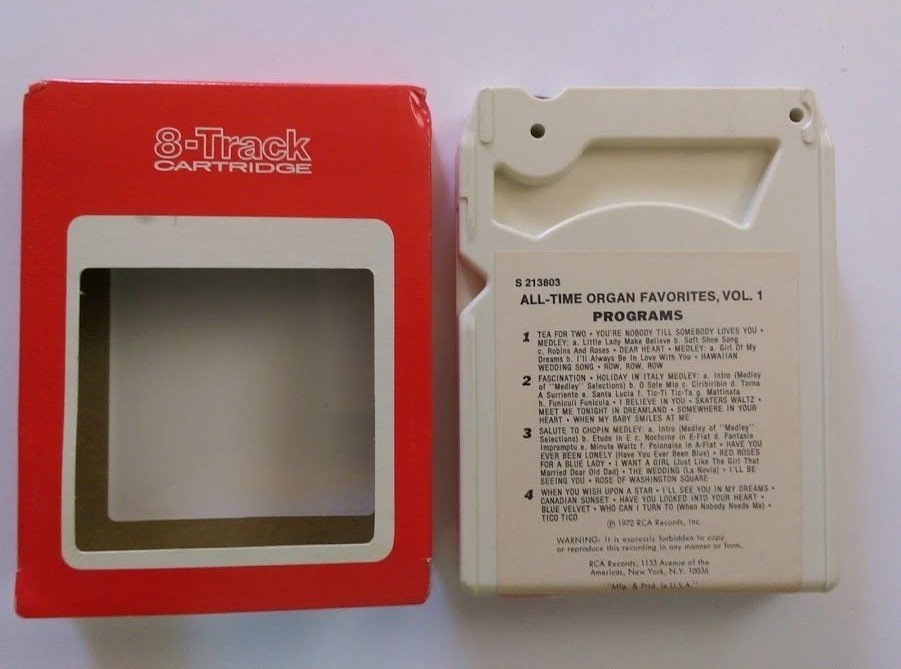 8-Track
CARTRIDGE
S 213803
ALL-TIME ORGAN FAVORITES, VOL. 1
PROGRAMS
1 TEA FOR TWO • YOU'RE NOBODY TILL SOMEBODY LOVES YOU •
MEDLEY: a. Little Lady Make Believe b. Soft Shoe Song
c. Robins And Roses • DEAR HEART • MEDLEY: a. Girl Of My
Dreams b. I'll Always Be In Love With You • HAWAIIAN
WEDDING SONG • ROW, ROW, ROW
2 FASCINATION • HOLIDAY IN ITALY MEDLEY: a. Intro (Medley
of "Medley" Selections) b. O Sole Mio c. Ciribiribin d. Torna
A Surriento e. Santa Lucia f. Tic-Ti Tic-Ta g. Mattinata
h. Funiculi Funicula • I BELIEVE IN YOU • SKATERS WALTZ •
MEET ME TONIGHT IN DREAMLAND • SOMEWHERE IN YOUR
HEART • WHEN MY BABY SMILES AT ME
3 SALUTE TO CHOPIN MEDLEY: a. Intro (Medley of "Medley"
Selections) b. Etude in E c. Nocturne in E-Flat d. Fantasie
Impromptu e. Minute Waltz f. Polonaise in A-Flat • HAVE YOU
EVER BEEN LONELY (Have You Ever Been Blue) • RED ROSES
FOR A BLUE LADY • I WANT A GIRL (Just Like The Girl That
Married Dear Old Dad) • THE WEDDING (La Novia) • I'LL BE
SEEING YOU • ROSE OF WASHINGTON SQUARE
4 WHEN YOU WISH UPON A STAR • I'LL SEE YOU IN MY DREAMS •
CANADIAN SUNSET • HAVE YOU LOOKED INTO YOUR HEART •
BLUE VELVET • WHO CAN I TURN TO (When Nobody Needs Me) •
TICO TICO
℗ 1972 RCA Records, Inc.
WARNING: It is expressly forbidden to copy
or reproduce this recording in any manner or form.
RCA Records, 1133 Avenue of the
Americas, New York, N.Y. 10036
"Mfg. & Prtd. in U.S.A."